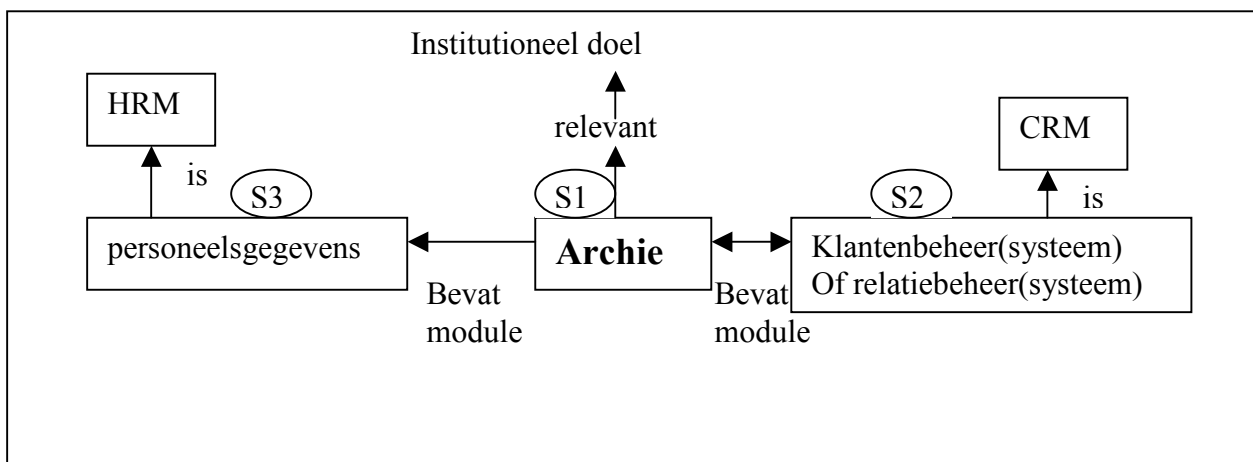 Institutioneel doel
HRM
relevant
CRM
is
S3
S1
S2
is
personeelsgegevens
Archie
Klantenbeheer(systeem)
Of relatiebeheer(systeem)
Bevat
module
Bevat
module